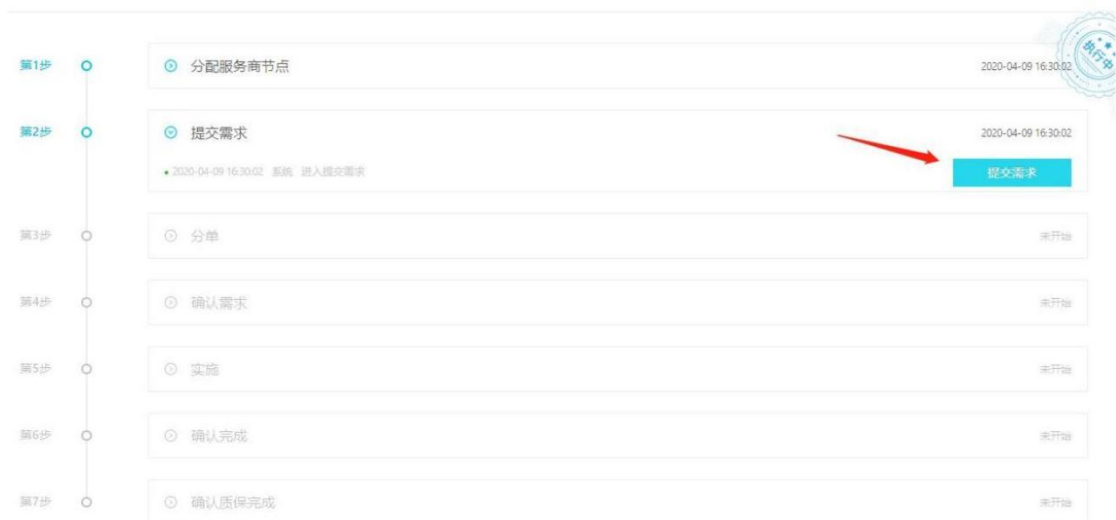 执行中
第1步 分配服务商节点 2020-04-09 16:30:02
第2步 提交需求 2020-04-09 16:30:02
2020-04-09 16:30:02 系统 进入提交需求 提交需求
第3步 分单 未开始
第4步 确认需求 未开始
第5步 实施 未开始
第6步 确认完成 未开始
第7步 确认质保完成 未开始